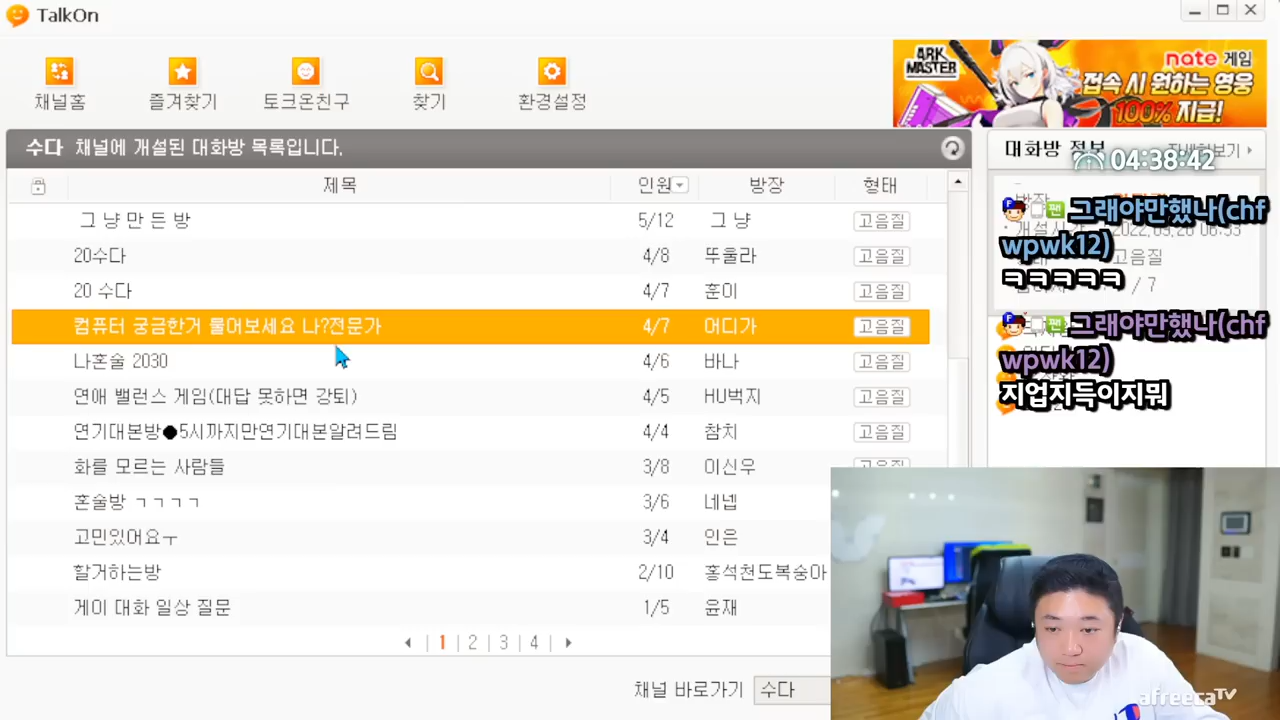 TalkOn
채널홈
즐겨찾기
토크온친구
찾기
환경설정
ARK MASTER
nate 게임
접속 시 원하는 영웅
100% 지급!
수다 채널에 개설된 대화방 목록입니다.
대화방 정보
04:38:42
제목 인원 방장 형태
그 냥 만 든 방 5/12 그 냥 고음질
20수다 4/8 뚜울라 고음질
20 수다 4/7 훈이 고음질
컴퓨터 궁금한거 물어보세요 나?전문가 4/7 어디가 고음질
나혼술 2030 4/6 바나 고음질
연애 밸런스 게임(대답 못하면 강퇴) 4/5 HU벅지 고음질
연기대본방●5시까지만연기대본알려드림 4/4 참치 고음질
화를 모르는 사람들 3/8 이신우 고음질
혼술방 ㄱㄱㄱㄱ 3/6 네넵
고민있어요ㅜ 3/4 인은
할거하는방 2/10 홍석천도복숭아
게이 대화 일상 질문 1/5 윤재
1 2 3 4
채널 바로가기 수다
팬 그래야만했나(chfwpwk12)
ㅋㅋㅋㅋㅋ
고음질
/ 7
팬 그래야만했나(chfwpwk12)
지업지득이지뭐
afreecaTV